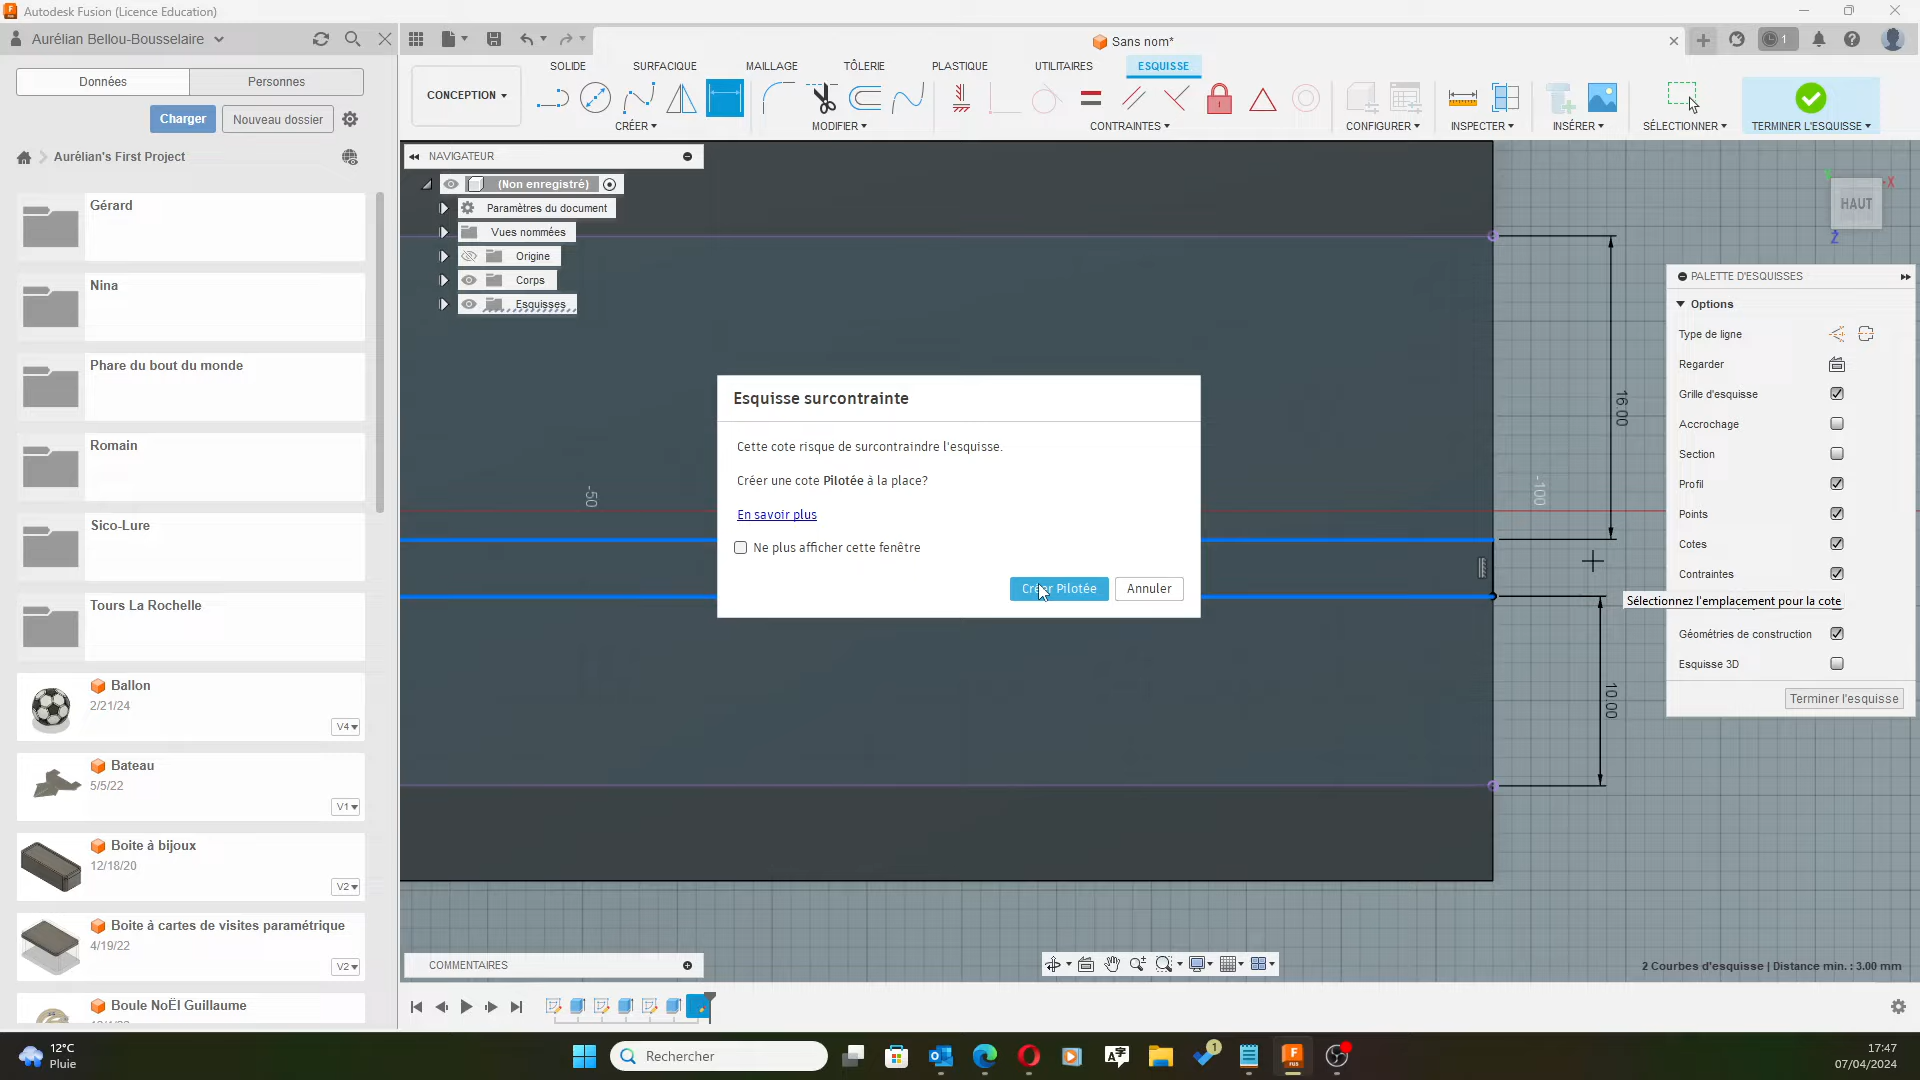 Autodesk Fusion (Licence Education)
Aurélian Bellou-Bousselaire
Sans nom*
1
Données
Personnes
Charger
Nouveau dossier
Aurélian's First Project
Gérard
Nina
Phare du bout du monde
Romain
Sico-Lure
Tours La Rochelle
Ballon
2/21/24
V4
Bateau
5/5/22
V1
Boite à bijoux
12/18/20
V2
Boite à cartes de visites paramétrique
4/19/22
V2
Boule NoËl Guillaume
CONCEPTION
SOLIDE
SURFACIQUE
MAILLAGE
TÔLERIE
PLASTIQUE
UTILITAIRES
ESQUISSE
CRÉER
MODIFIER
CONTRAINTES
CONFIGURER
INSPECTER
INSÉRER
SÉLECTIONNER
TERMINER L'ESQUISSE
NAVIGATEUR
(Non enregistré)
Paramètres du document
Vues nommées
Origine
Corps
Esquisses
HAUT
X
Z
-50
-100
16.00
10.00
Esquisse surcontrainte
Cette cote risque de surcontraindre l'esquisse.
Créer une cote Pilotée à la place?
En savoir plus
Ne plus afficher cette fenêtre
Créer Pilotée
Annuler
PALETTE D'ESQUISSES
Options
Type de ligne
Regarder
Grille d'esquisse
Accrochage
Section
Profil
Points
Cotes
Contraintes
Sélectionnez l'emplacement pour la cote
Géométries de construction
Esquisse 3D
Terminer l'esquisse
COMMENTAIRES
2 Courbes d'esquisse | Distance min. : 3.00 mm
12°C
Pluie
Rechercher
1
17:47
07/04/2024